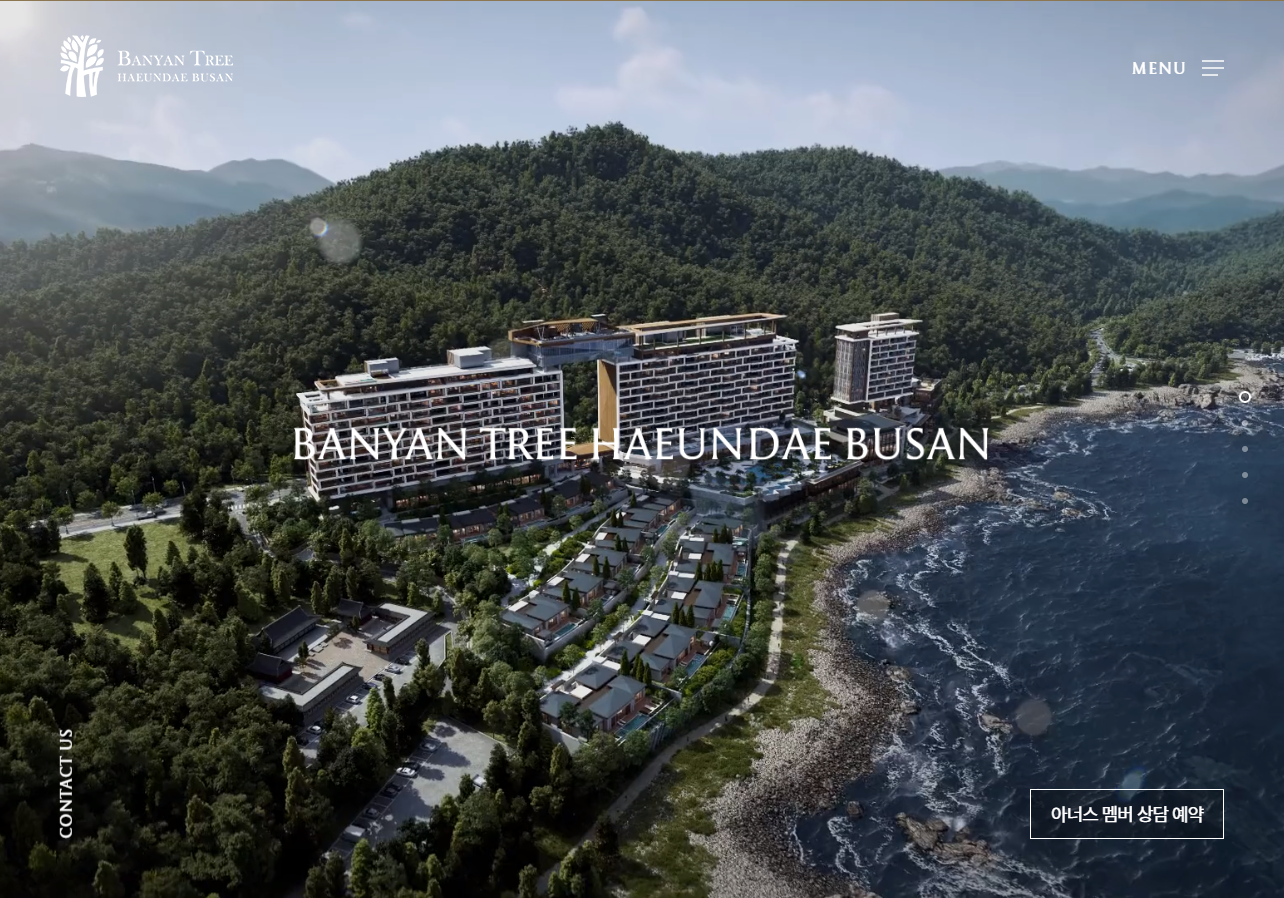 BANYAN TREE
HAEUNDAE BUSAN
MENU
BANYAN TREE HAEUNDAE BUSAN
CONTACT US
아너스 멤버 상담 예약